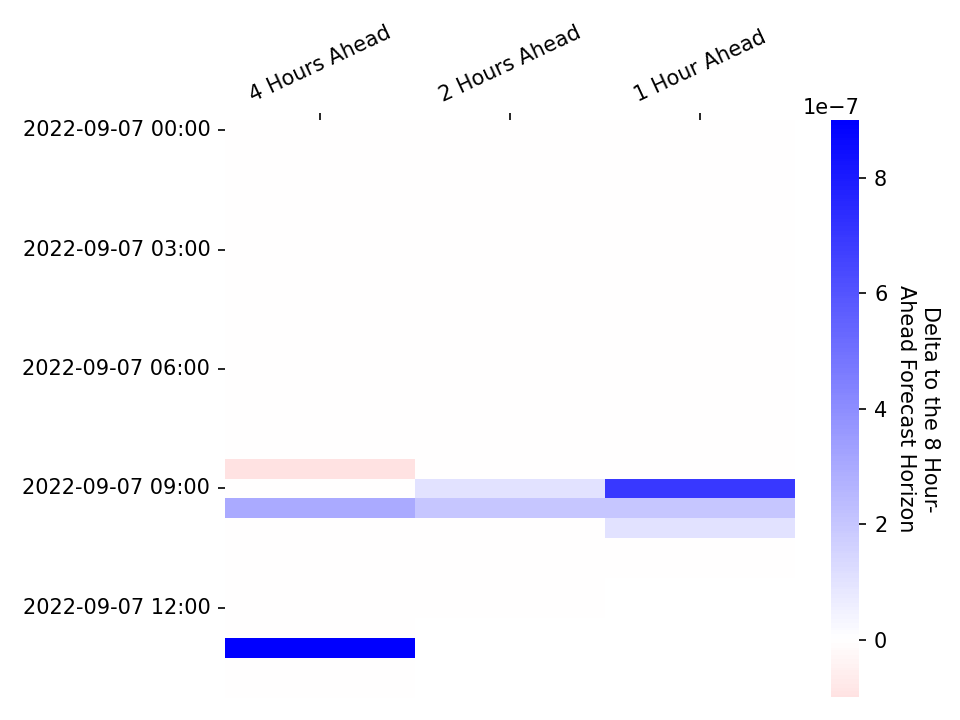 4 Hours Ahead
2 Hours Ahead
1 Hour Ahead
1e−7
2022-09-07 00:00
2022-09-07 03:00
2022-09-07 06:00
2022-09-07 09:00
2022-09-07 12:00
8
6
4
2
0
Delta to the 8 Hour-
Ahead Forecast Horizon